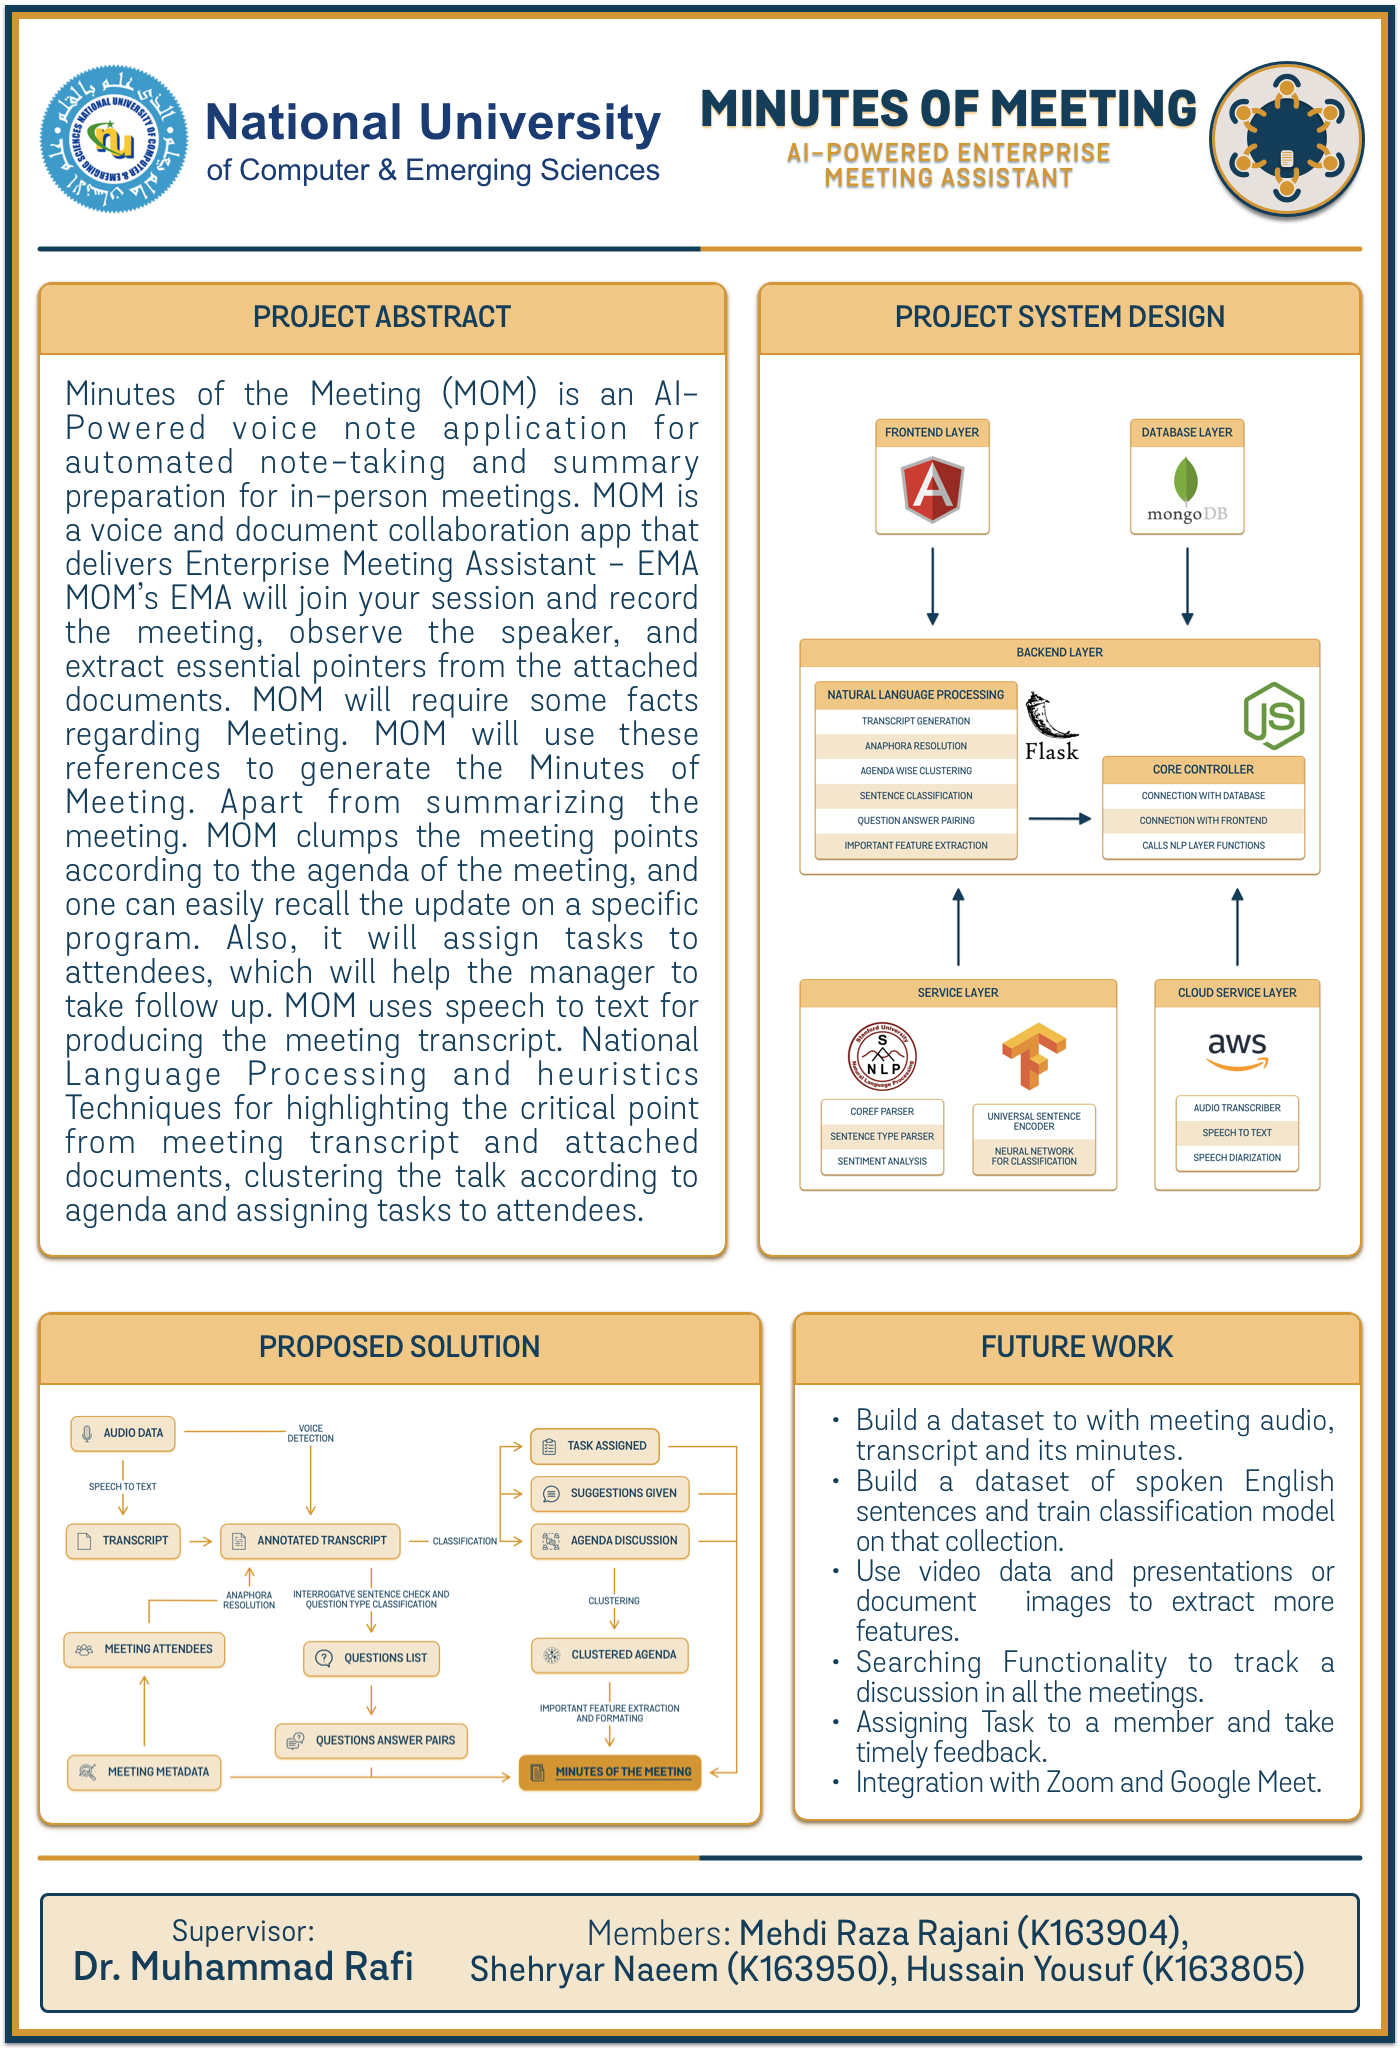 National University
of Computer & Emerging Sciences
MINUTES OF MEETING
AI-POWERED ENTERPRISE
MEETING ASSISTANT
PROJECT ABSTRACT
Minutes of the Meeting (MOM) is an AI-
Powered voice note application for
automated note-taking and summary
preparation for in-person meetings. MOM is
a voice and document collaboration app that
delivers Enterprise Meeting Assistant - EMA
MOM's EMA will join your session and record
the meeting, observe the speaker, and
extract essential pointers from the attached
documents. MOM will require some facts
regarding Meeting. MOM will use these
references to generate the Minutes of
Meeting. Apart from summarizing the
meeting. MOM clumps the meeting points
according to the agenda of the meeting, and
one can easily recall the update on a specific
program. Also, it will assign tasks to
attendees, which will help the manager to
take follow up. MOM uses speech to text for
producing the meeting transcript. National
Language Processing and heuristics
Techniques for highlighting the critical point
from meeting transcript and attached
documents, clustering the talk according to
agenda and assigning tasks to attendees.
PROJECT SYSTEM DESIGN
FRONTEND LAYER
A
DATABASE LAYER
mongoDB
BACKEND LAYER
NATURAL LANGUAGE PROCESSING
TRANSCRIPT GENERATION
ANAPHORA RESOLUTION
AGENDA WISE CLUSTERING
SENTENCE CLASSIFICATION
QUESTION ANSWER PAIRING
IMPORTANT FEATURE EXTRACTION
Flask
JS
CORE CONTROLLER
CONNECTION WITH DATABASE
CONNECTION WITH FRONTEND
CALLS NLP LAYER FUNCTIONS
SERVICE LAYER
Stanford University
S
NLP
Natural Language Processing
COREF PARSER
SENTENCE TYPE PARSER
SENTIMENT ANALYSIS
UNIVERSAL SENTENCE
ENCODER
NEURAL NETWORK
FOR CLASSIFICATION
CLOUD SERVICE LAYER
aws
AUDIO TRANSCRIBER
SPEECH TO TEXT
SPEECH DIARIZATION
PROPOSED SOLUTION
AUDIO DATA
VOICE
DETECTION
SPEECH TO TEXT
TRANSCRIPT
ANNOTATED TRANSCRIPT
CLASSIFICATION
TASK ASSIGNED
SUGGESTIONS GIVEN
AGENDA DISCUSSION
ANAPHORA
RESOLUTION
INTERROGATVE SENTENCE CHECK AND
QUESTION TYPE CLASSIFICATION
CLUSTERING
MEETING ATTENDEES
QUESTIONS LIST
CLUSTERED AGENDA
IMPORTANT FEATURE EXTRACTION
AND FORMATING
QUESTIONS ANSWER PAIRS
MEETING METADATA
MINUTES OF THE MEETING
FUTURE WORK
• Build a dataset to with meeting audio,
transcript and its minutes.
• Build a dataset of spoken English
sentences and train classification model
on that collection.
• Use video data and presentations or
document images to extract more
features.
• Searching Functionality to track a
discussion in all the meetings.
• Assigning Task to a member and take
timely feedback.
• Integration with Zoom and Google Meet.
Supervisor:
Dr. Muhammad Rafi
Members: Mehdi Raza Rajani (K163904),
Shehryar Naeem (K163950), Hussain Yousuf (K163805)